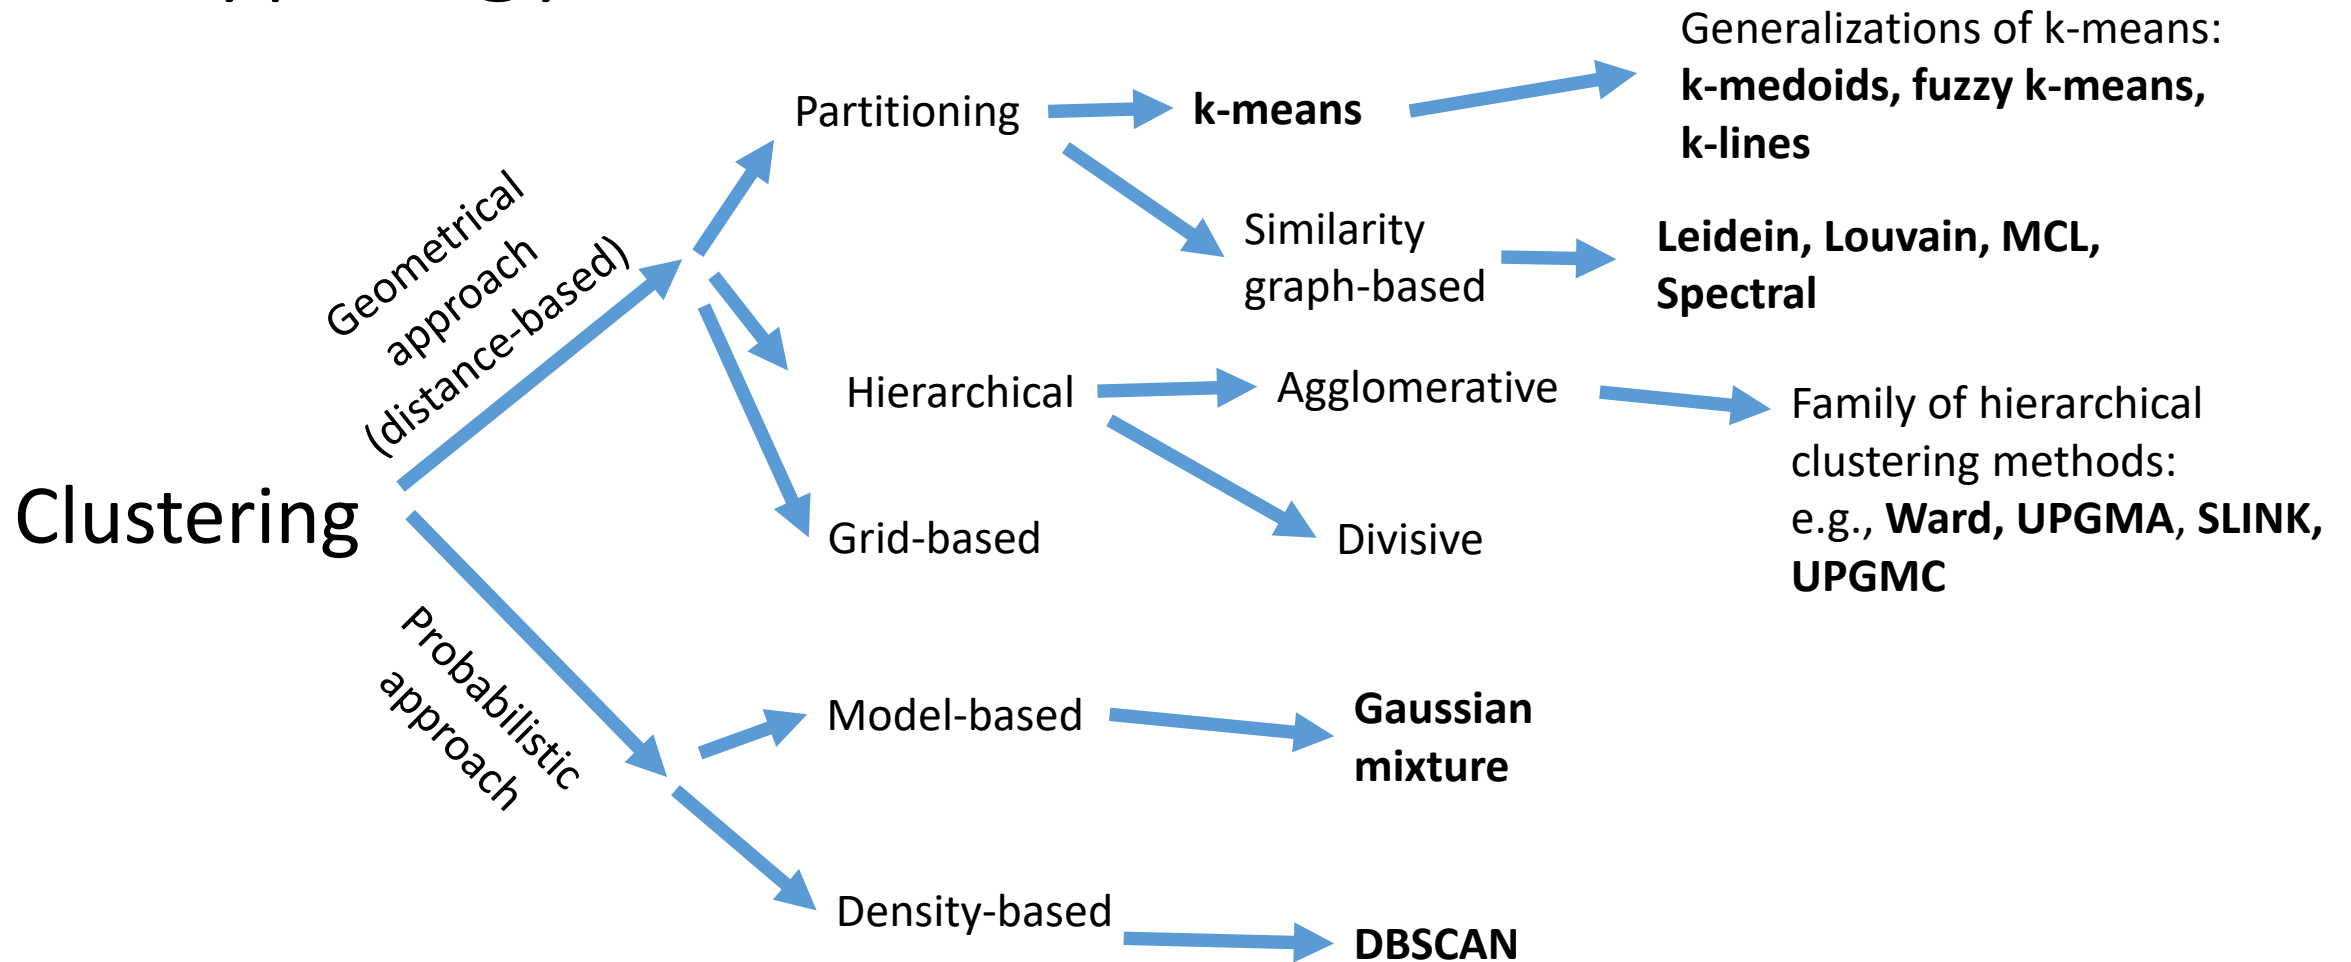 Generalizations of k-means:
k-medoids, fuzzy k-means,
k-lines
Partitioning
k-means
Geometrical
approach
(distance-based)
Similarity
graph-based
Leidein, Louvain, MCL,
Spectral
Hierarchical
Agglomerative
Family of hierarchical
clustering methods:
e.g., Ward, UPGMA, SLINK,
UPGMC
Clustering
Grid-based
Divisive
Probabilistic
approach
Model-based
Gaussian
mixture
Density-based
DBSCAN